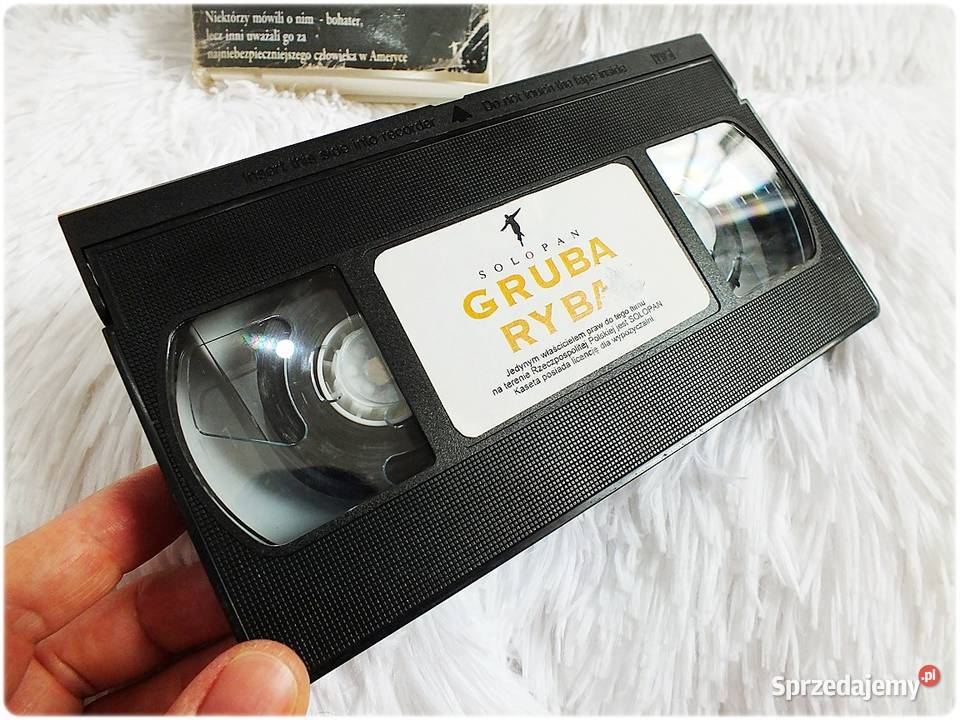 Niektórzy mówili o nim - bohater,
lecz inni uważali go za
najniebezpieczniejszego człowieka w Ameryce
Insert this side into recorder
Do not touch the tape inside
SOLOPAN
GRUBA
RYBA
Jedynym właścicielem praw do tego filmu
na terenie Rzeczpospolitej Polskiej jest SOLOPAN
Kaseta posiada licencję dla wypożyczalni
Sprzedajemy.pl